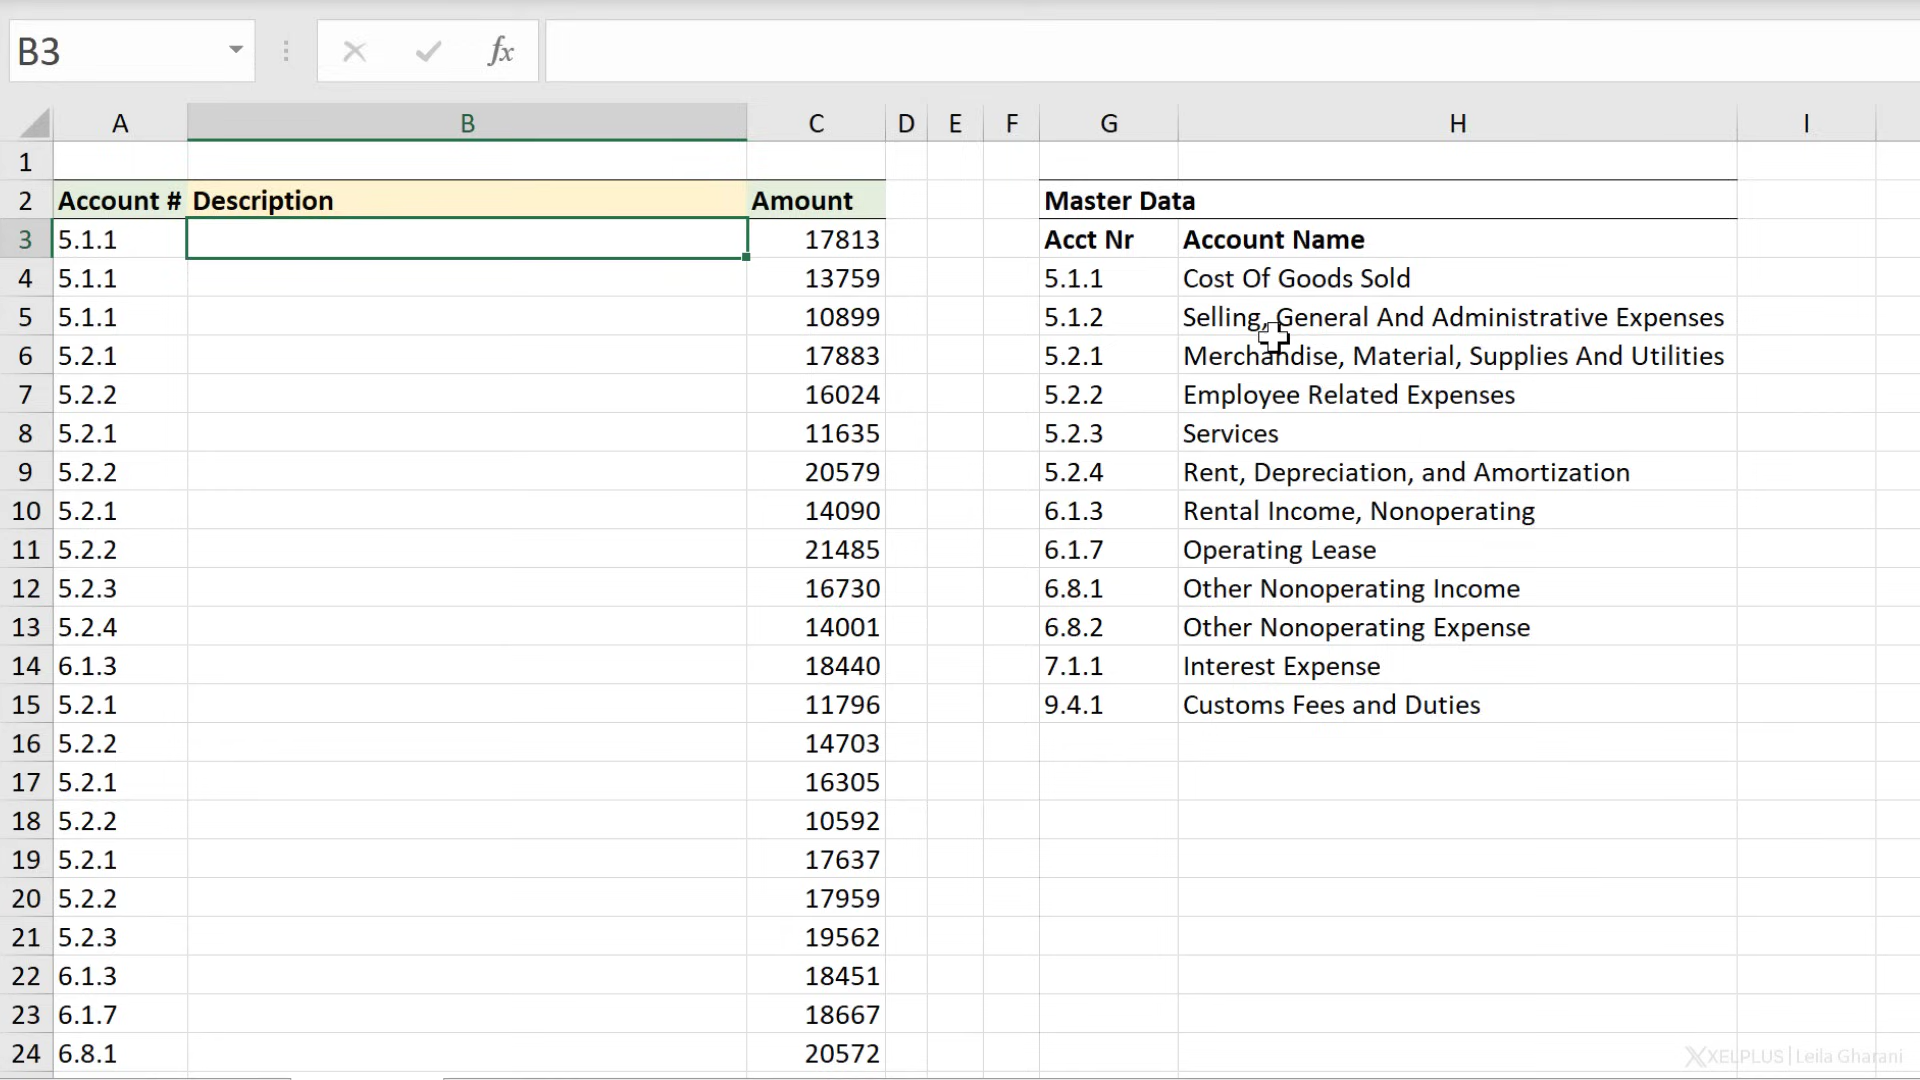 B3 fx
A B C D E F G H I
1
2 Account # Description Amount Master Data
3 5.1.1 17813 Acct Nr Account Name
4 5.1.1 13759 5.1.1 Cost Of Goods Sold
5 5.1.1 10899 5.1.2 Selling, General And Administrative Expenses
6 5.2.1 17883 5.2.1 Merchandise, Material, Supplies And Utilities
7 5.2.2 16024 5.2.2 Employee Related Expenses
8 5.2.1 11635 5.2.3 Services
9 5.2.2 20579 5.2.4 Rent, Depreciation, and Amortization
10 5.2.1 14090 6.1.3 Rental Income, Nonoperating
11 5.2.2 21485 6.1.7 Operating Lease
12 5.2.3 16730 6.8.1 Other Nonoperating Income
13 5.2.4 14001 6.8.2 Other Nonoperating Expense
14 6.1.3 18440 7.1.1 Interest Expense
15 5.2.1 11796 9.4.1 Customs Fees and Duties
16 5.2.2 14703
17 5.2.1 16305
18 5.2.2 10592
19 5.2.1 17637
20 5.2.2 17959
21 5.2.3 19562
22 6.1.3 18451
23 6.1.7 18667
24 6.8.1 20572
XELPLUS | Leila Gharani